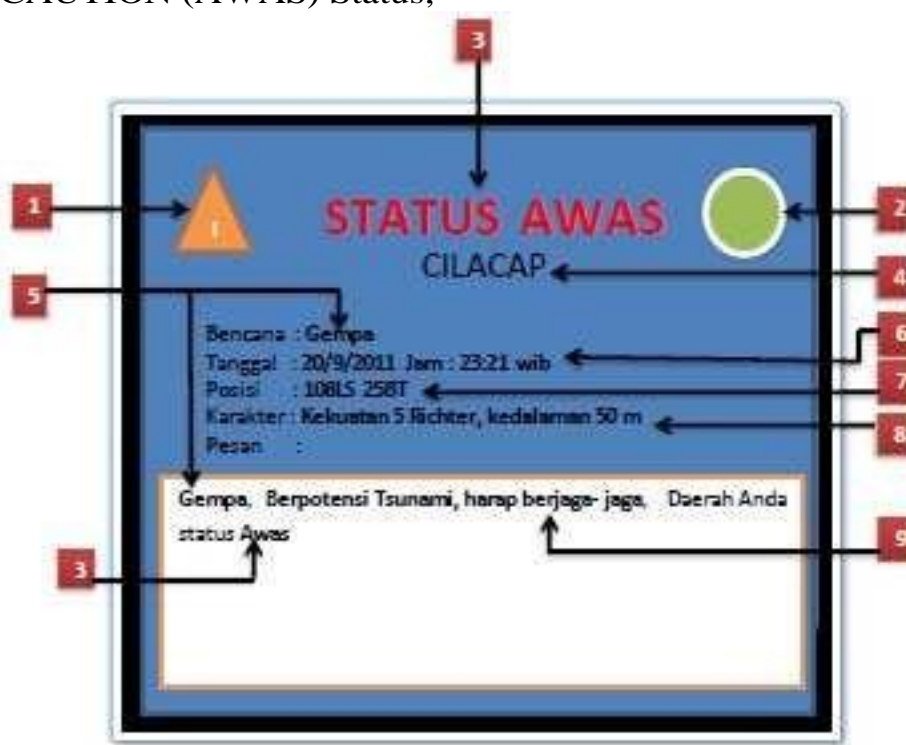 CAUTION (AWAS) Status,
3
1
!
STATUS AWAS
2
CILACAP
4
5
Bencana : Gempa
6
Tanggal : 20/9/2011 Jam : 23:21 wib
7
Posisi : 108LS 258T
Karakter : Kekuatan 5 Richter, kedalaman 50 m
8
Pesan :
Gempa, Berpotensi Tsunami, harap berjaga- jaga, Daerah Anda
status Awas
9
3